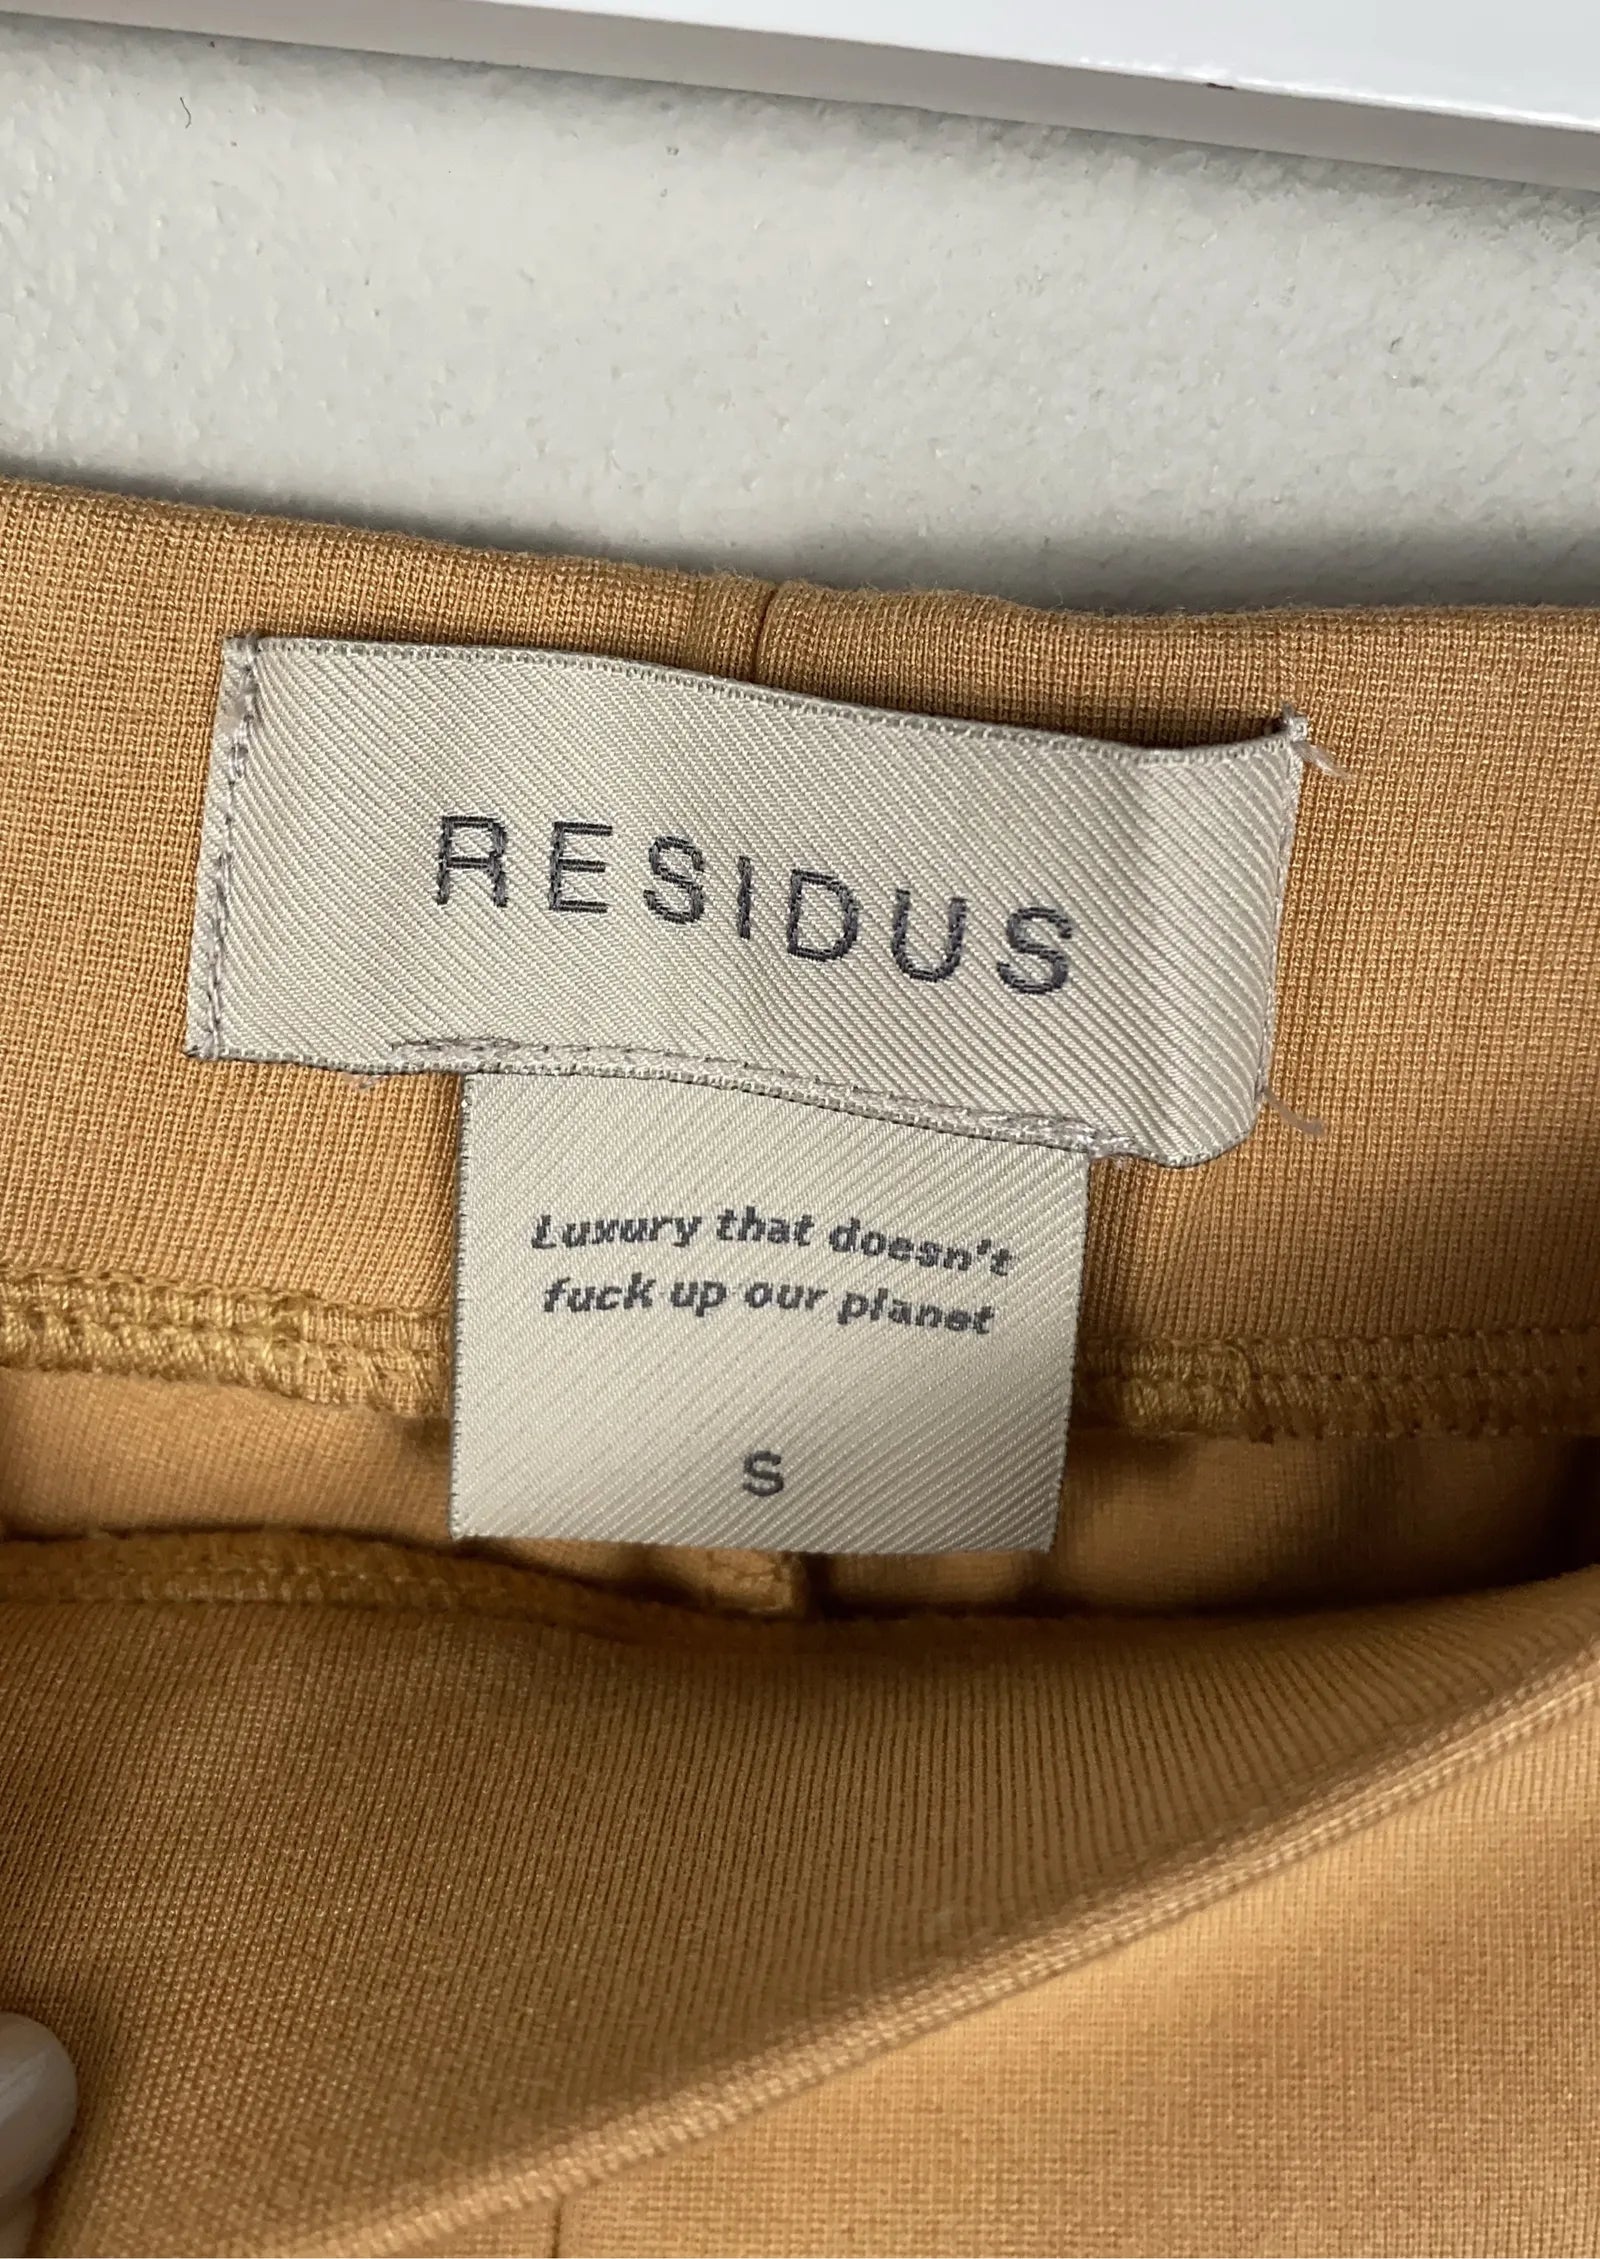 RESIDUS
Luxury that doesn't
fuck up our planet
S